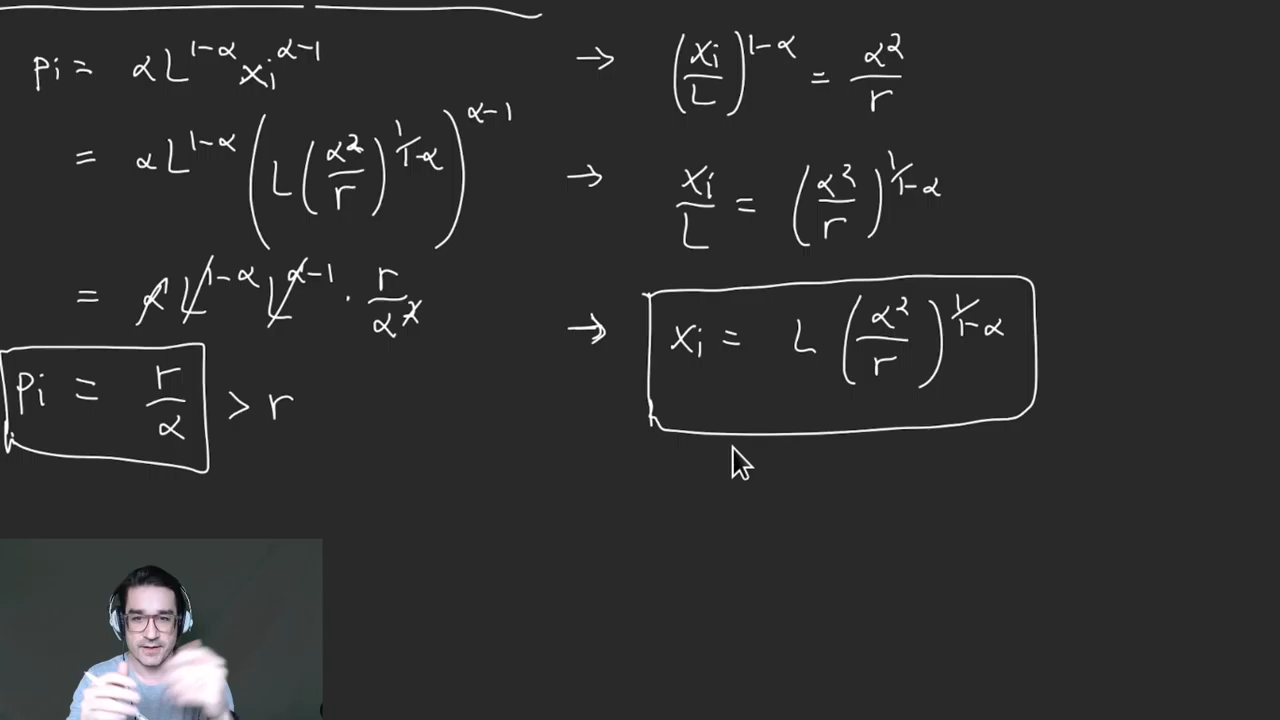 pi = αL^{1-α} xi^{α-1}
= αL^{1-α} (L (α²/r)^{1/1-α})^{α-1}
= αL^{1-α} L^{α-1} · r/α²
pi = r/α > r
→ (xi/L)^{1-α} = α²/r
→ xi/L = (α²/r)^{1/1-α}
→ xi = L (α²/r)^{1/1-α}